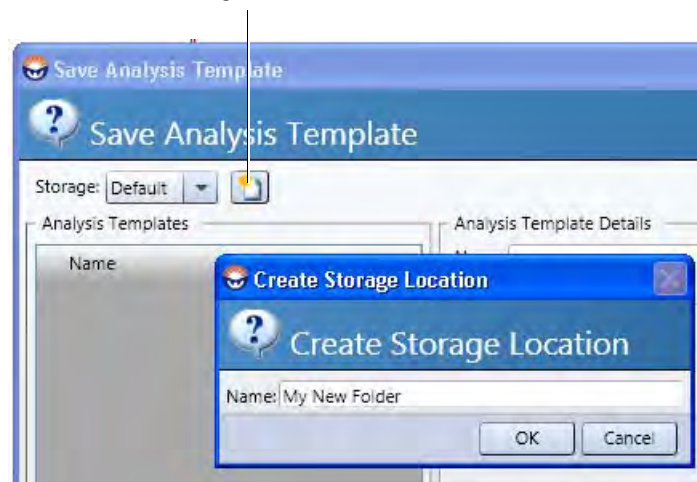 Save Analysis Template
Save Analysis Template
Storage: Default
Analysis Templates
Analysis Template Details
Name
Create Storage Location
Create Storage Location
Name: My New Folder
OK
Cancel